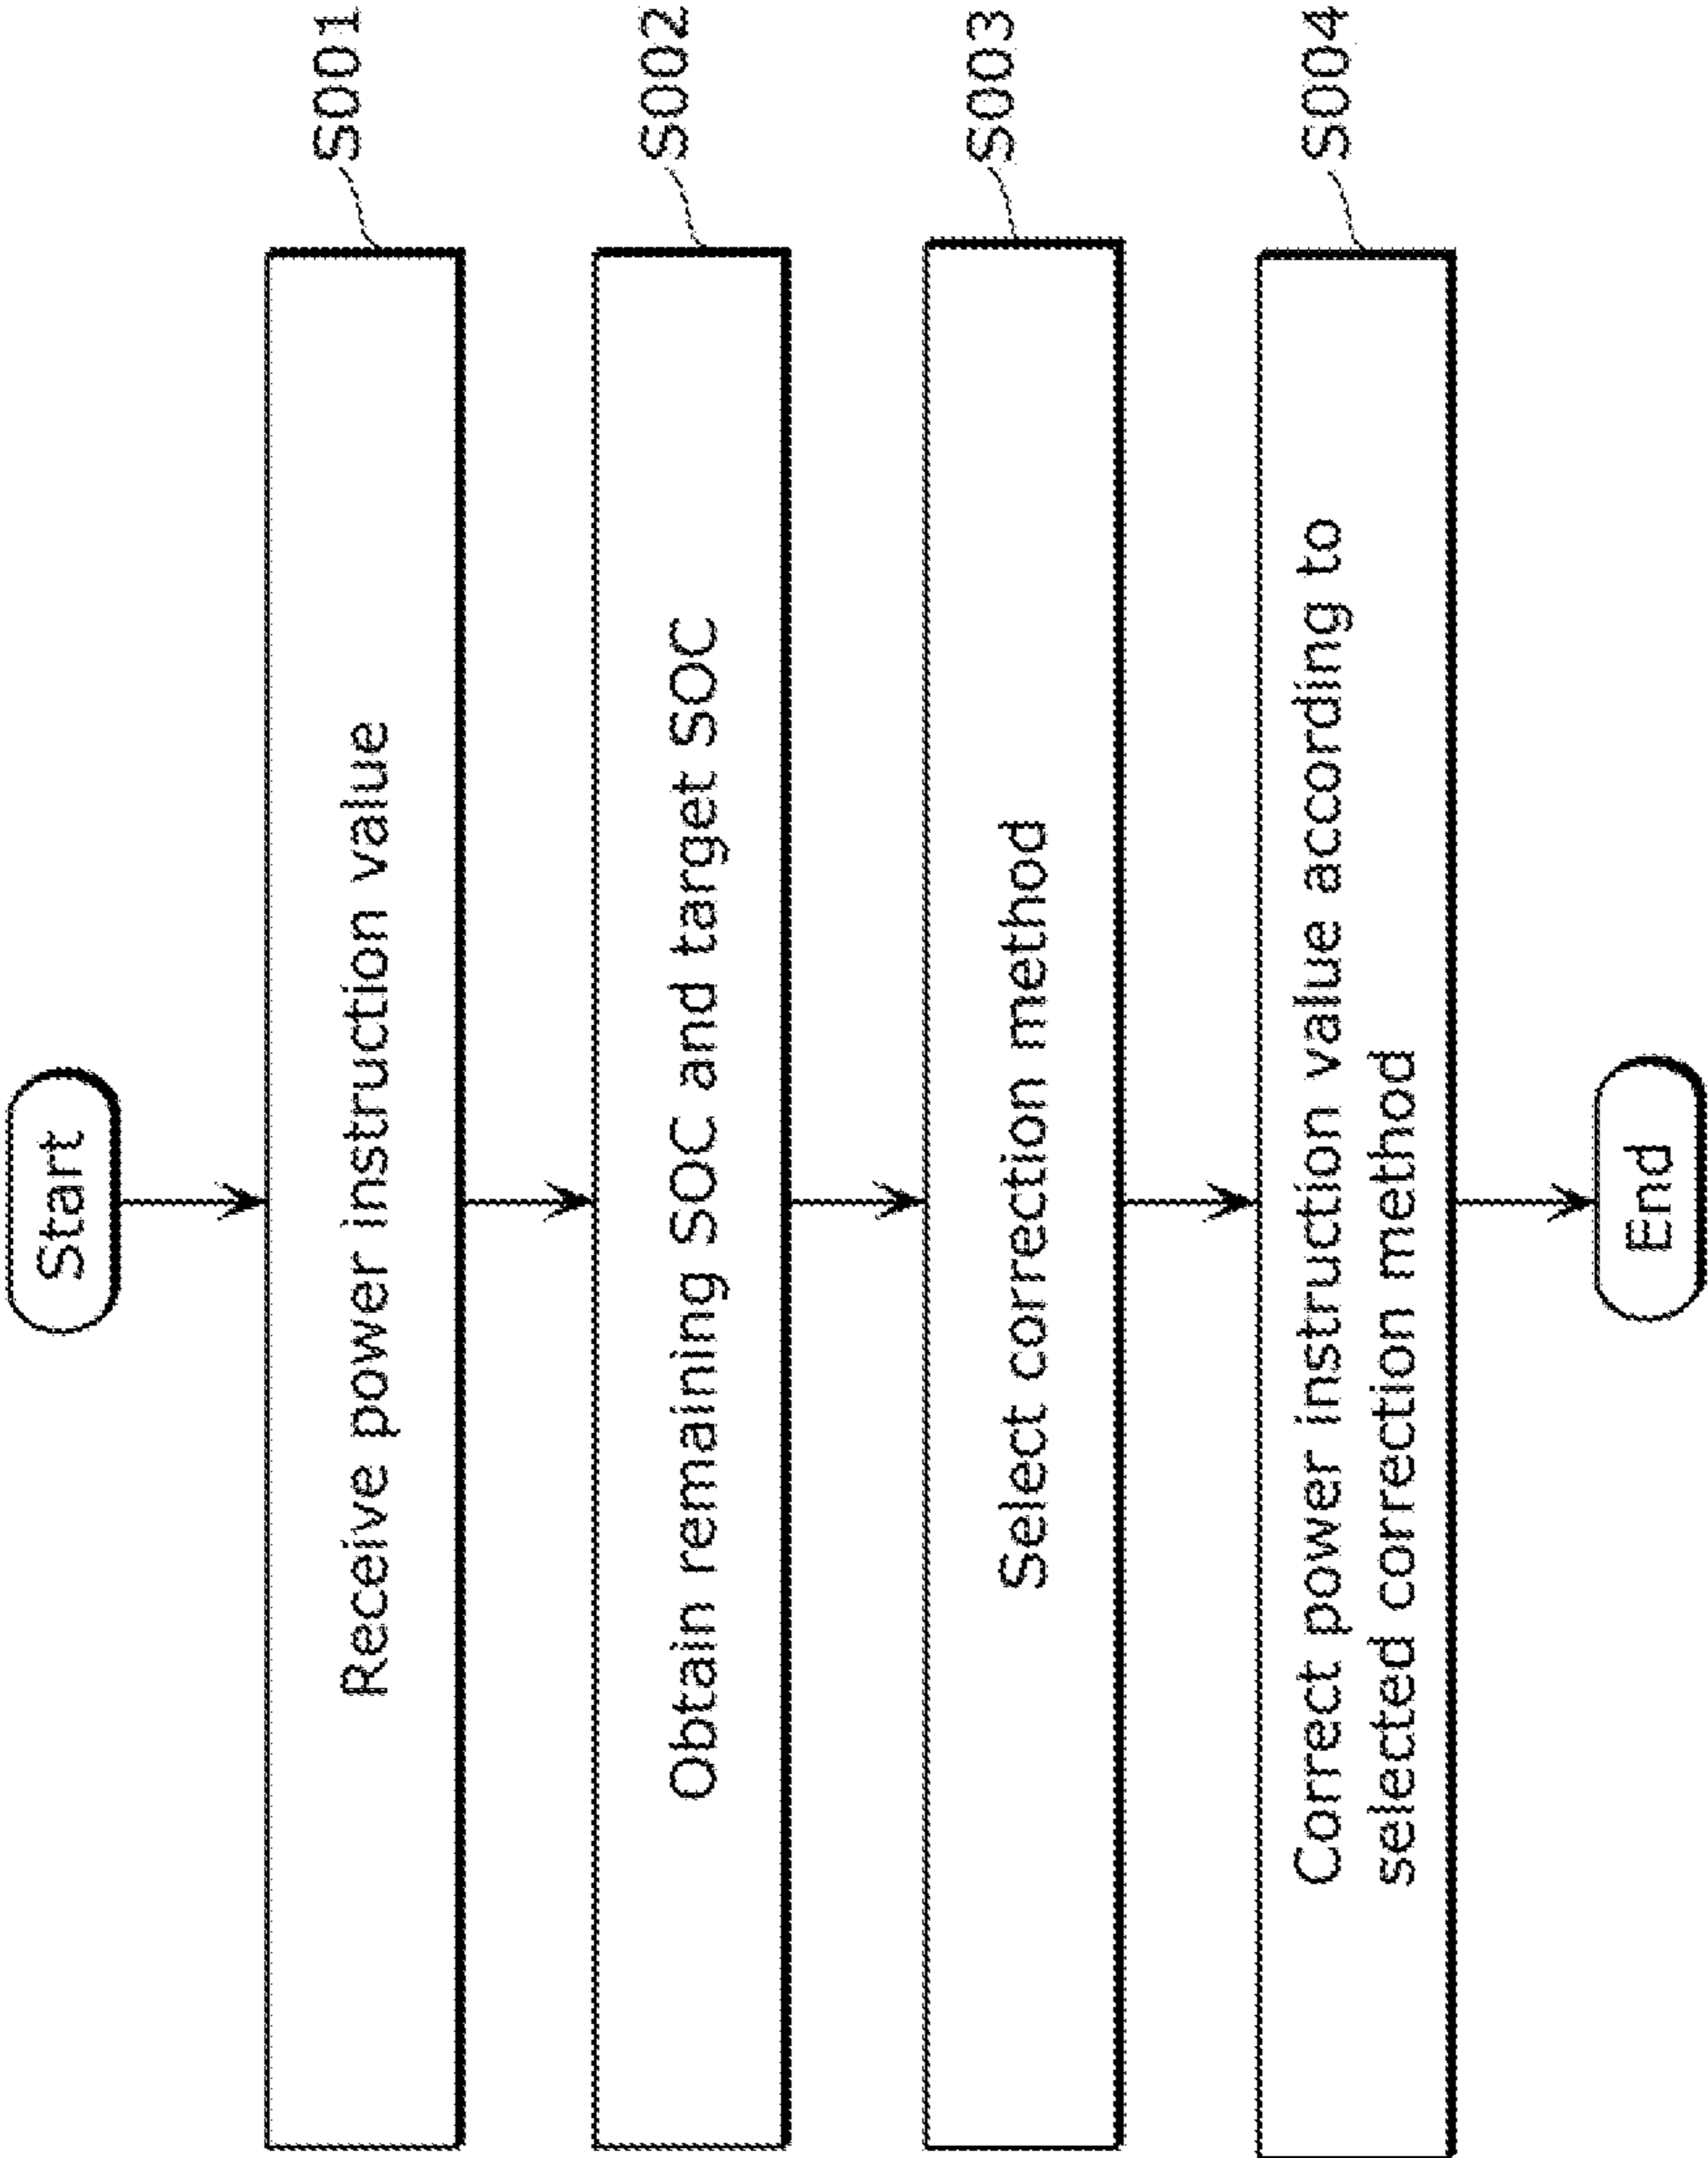 Start
Receive power instruction value
S001
Obtain remaining SOC and target SOC
S002
Select correction method
S003
Correct power instruction value according to
selected correction method
S004
End